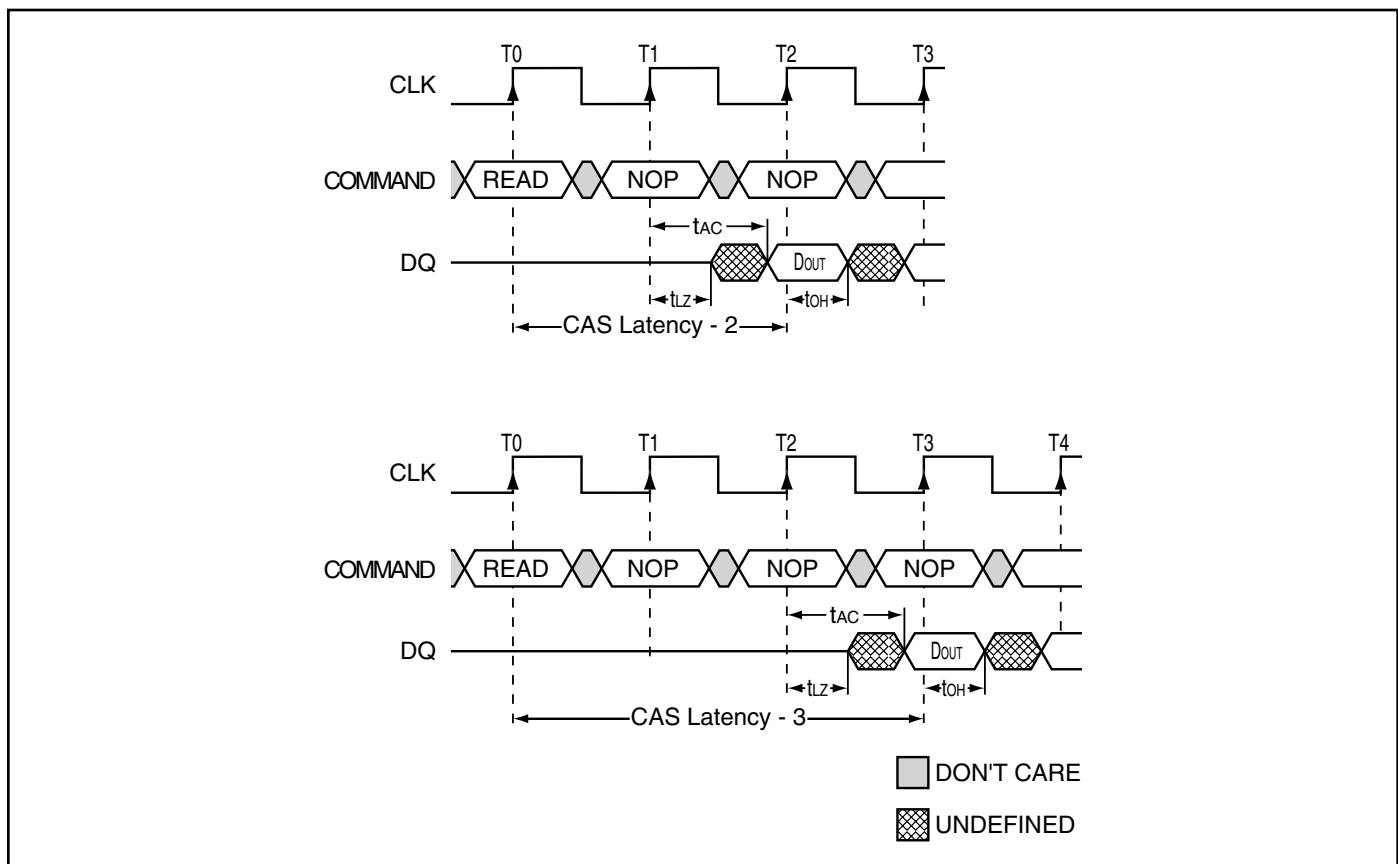 T0 T1 T2 T3
CLK
COMMAND READ NOP NOP
tAC
DQ DOUT
tLZ tOH
CAS Latency - 2
T0 T1 T2 T3 T4
CLK
COMMAND READ NOP NOP NOP
tAC
DQ DOUT
tLZ tOH
CAS Latency - 3
DON'T CARE
UNDEFINED